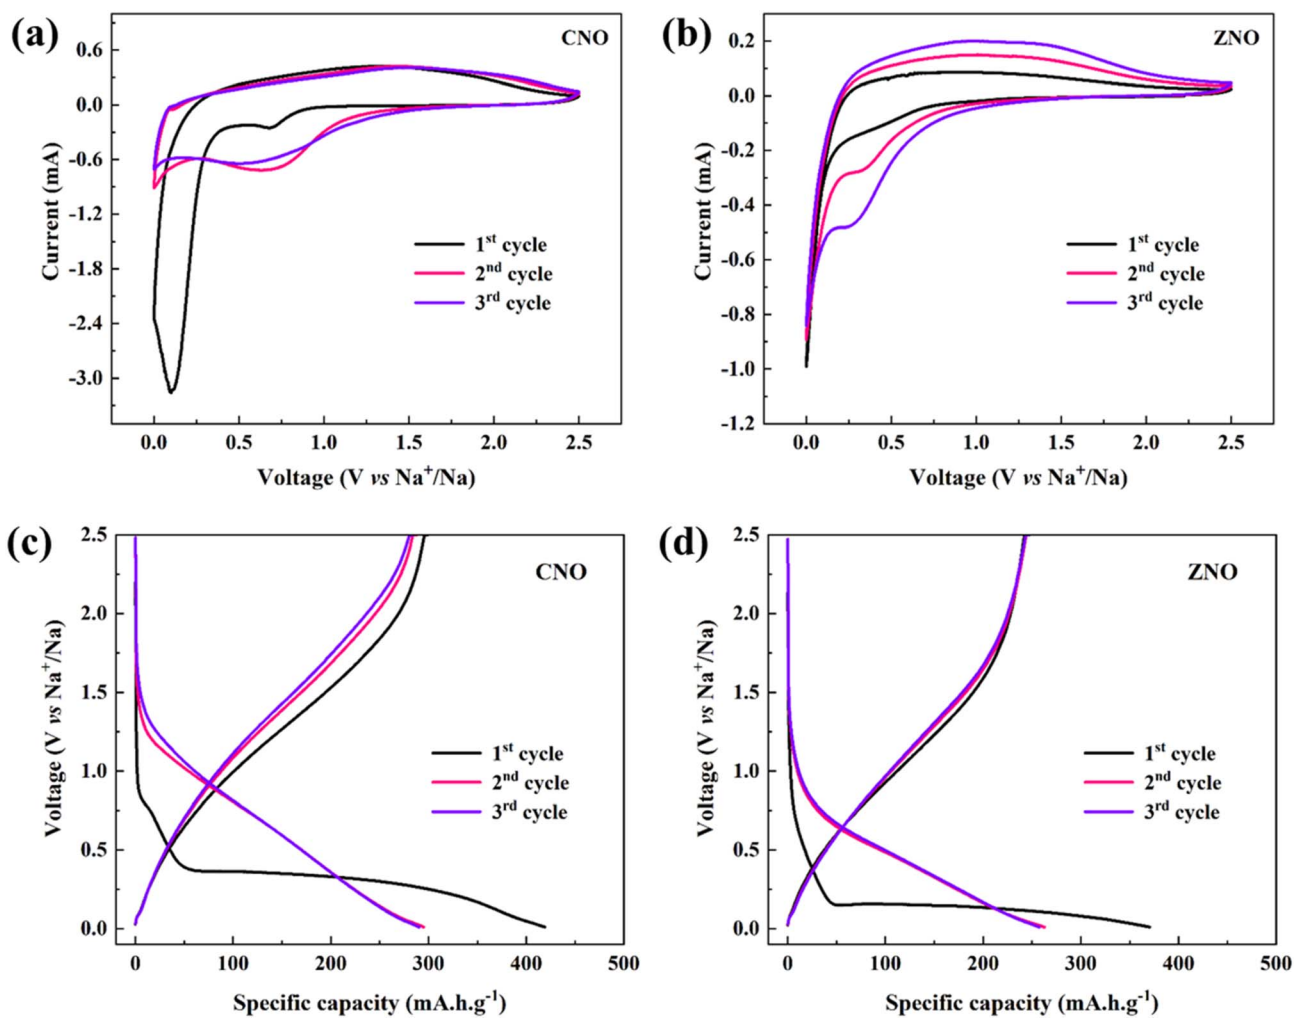 (a)
CNO
0.6
0.0
-0.6
-1.2
-1.8
-2.4
-3.0
Current (mA)
1st cycle
2nd cycle
3rd cycle
0.0 0.5 1.0 1.5 2.0 2.5
Voltage (V vs Na+/Na)
(b)
ZNO
0.2
0.0
-0.2
-0.4
-0.6
-0.8
-1.0
-1.2
Current (mA)
1st cycle
2nd cycle
3rd cycle
0.0 0.5 1.0 1.5 2.0 2.5
Voltage (V vs Na+/Na)
(c)
CNO
2.5
2.0
1.5
1.0
0.5
0.0
Voltage (V vs Na+/Na)
1st cycle
2nd cycle
3rd cycle
0 100 200 300 400 500
Specific capacity (mA.h.g-1)
(d)
ZNO
2.5
2.0
1.5
1.0
0.5
0.0
Voltage (V vs Na+/Na)
1st cycle
2nd cycle
3rd cycle
0 100 200 300 400 500
Specific capacity (mA.h.g-1)